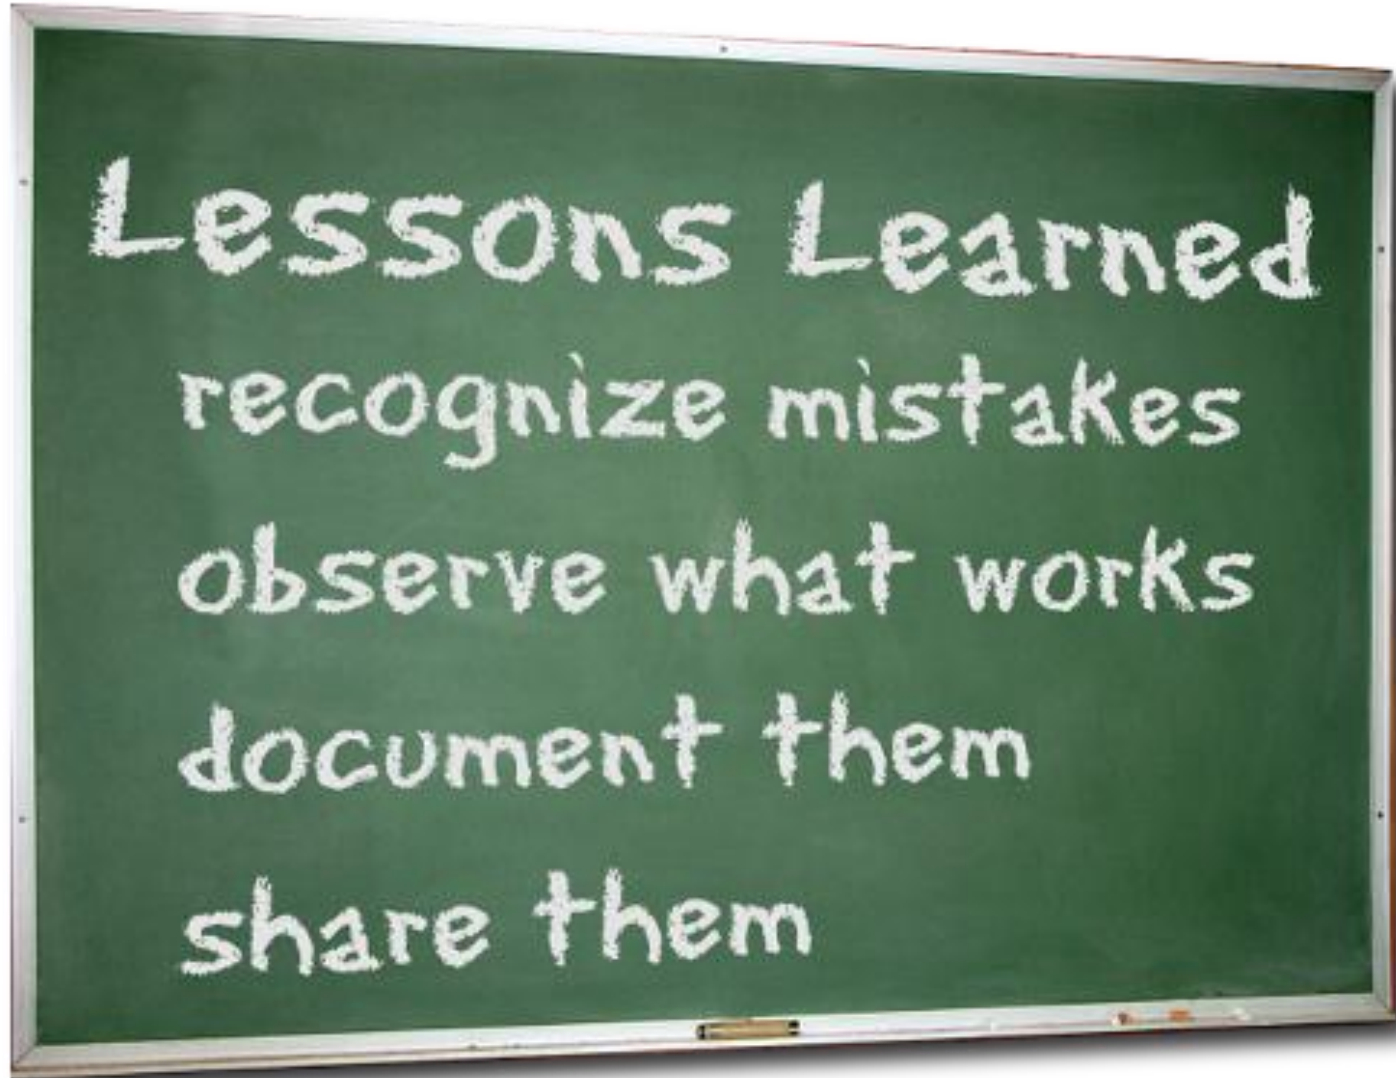 Lessons Learned
recognize mistakes
observe what works
document them
share them